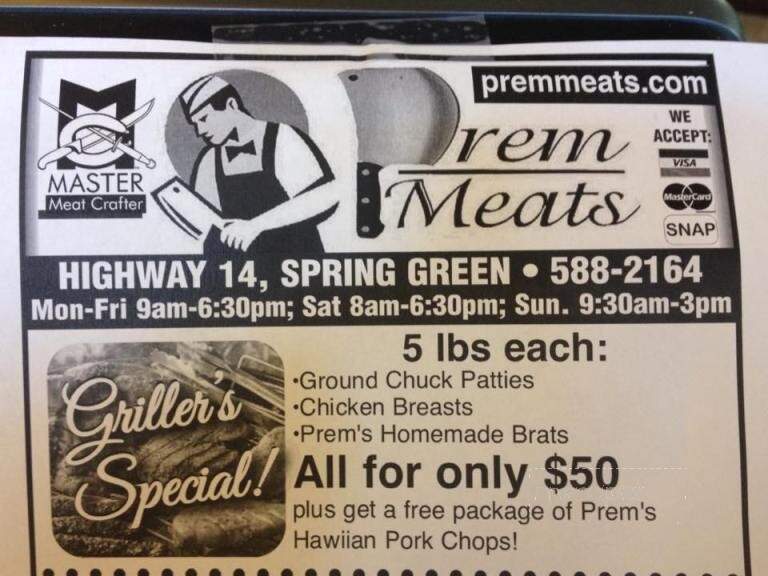 premmeats.com
WE
ACCEPT:
VISA
MasterCard
SNAP
M
MASTER
Meat Crafter
Prem
Meats
HIGHWAY 14, SPRING GREEN • 588-2164
Mon-Fri 9am-6:30pm; Sat 8am-6:30pm; Sun. 9:30am-3pm
Griller's
Special!
5 lbs each:
•Ground Chuck Patties
•Chicken Breasts
•Prem's Homemade Brats
All for only $50
plus get a free package of Prem's
Hawiian Pork Chops!